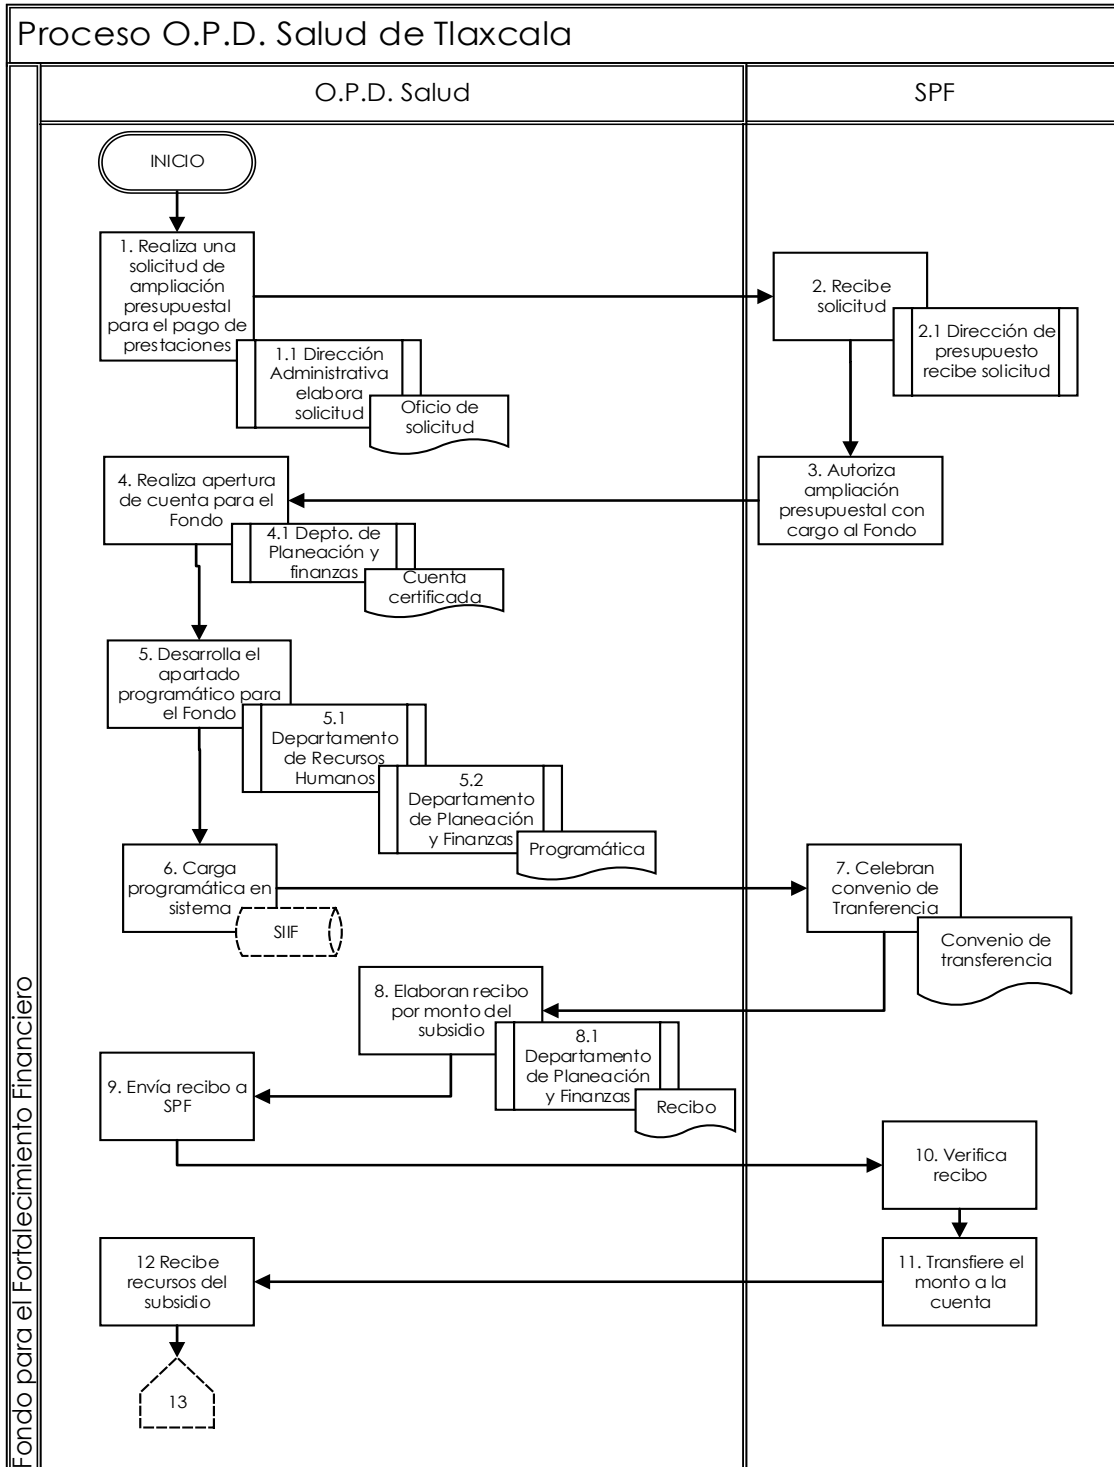 Proceso O.P.D. Salud de Tlaxcala
O.P.D. Salud
SPF
Fondo para el Fortalecimiento Financiero
INICIO
1. Realiza una
solicitud de
ampliación
presupuestal
para el pago de
prestaciones
1.1 Dirección
Administrativa
elabora
solicitud
Oficio de
solicitud
2. Recibe
solicitud
2.1 Dirección de
presupuesto
recibe solicitud
3. Autoriza
ampliación
presupuestal con
cargo al Fondo
4. Realiza apertura
de cuenta para el
Fondo
4.1 Depto. de
Planeación y
finanzas
Cuenta
certificada
5. Desarrolla el
apartado
programático para
el Fondo
5.1
Departamento
de Recursos
Humanos
5.2
Departamento
de Planeación
y Finanzas
Programática
6. Carga
programática en
sistema
SIIF
7. Celebran
convenio de
Tranferencia
Convenio de
transferencia
8. Elaboran recibo
por monto del
subsidio
8.1
Departamento
de Planeación
y Finanzas
Recibo
9. Envía recibo a
SPF
10. Verifica
recibo
11. Transfiere el
monto a la
cuenta
12 Recibe
recursos del
subsidio
13